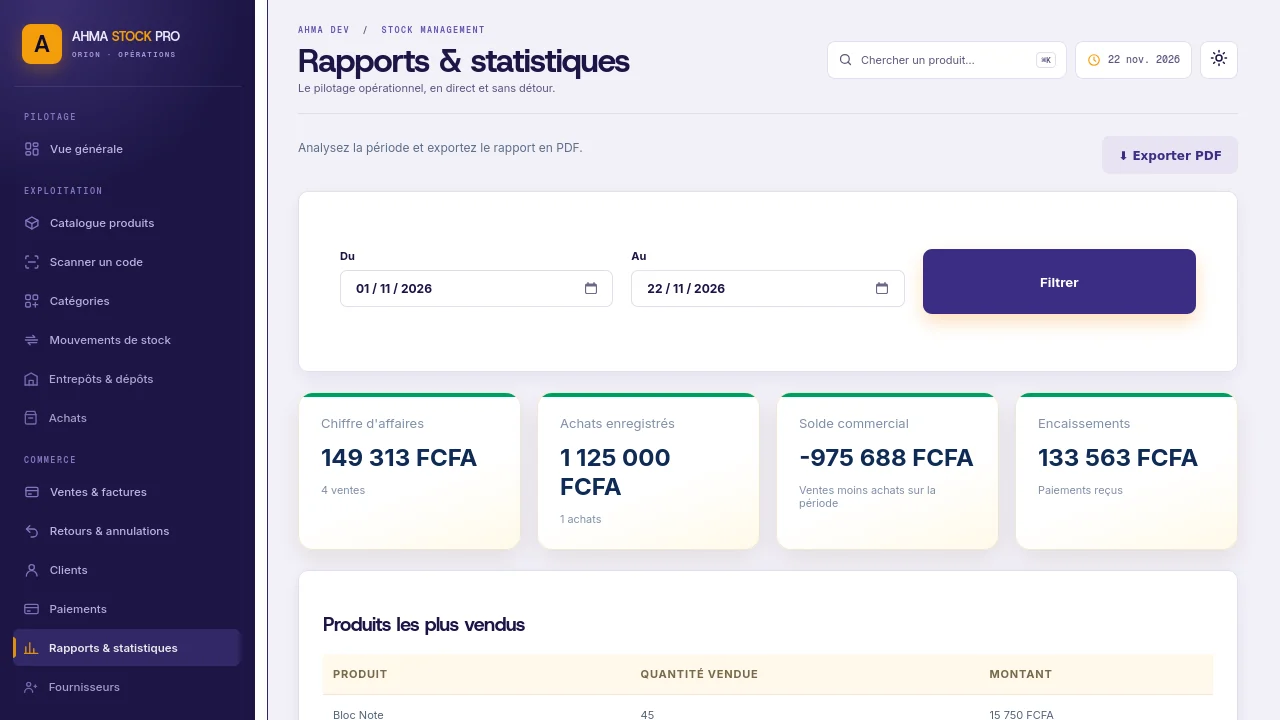 A
AHMA STOCK PRO
ORION · OPÉRATIONS
PILOTAGE
Vue générale
EXPLOITATION
Catalogue produits
Scanner un code
Catégories
Mouvements de stock
Entrepôts & dépôts
Achats
COMMERCE
Ventes & factures
Retours & annulations
Clients
Paiements
Rapports & statistiques
Fournisseurs
AHMA DEV / STOCK MANAGEMENT
Rapports & statistiques
Le pilotage opérationnel, en direct et sans détour.
Chercher un produit...
⌘K
22 nov. 2026
Analysez la période et exportez le rapport en PDF.
⬇ Exporter PDF
Du
01 / 11 / 2026
Au
22 / 11 / 2026
Filtrer
Chiffre d'affaires
149 313 FCFA
4 ventes
Achats enregistrés
1 125 000
FCFA
1 achats
Solde commercial
-975 688 FCFA
Ventes moins achats sur la
période
Encaissements
133 563 FCFA
Paiements reçus
Produits les plus vendus
PRODUIT QUANTITÉ VENDUE MONTANT
Bloc Note 45 15 750 FCFA